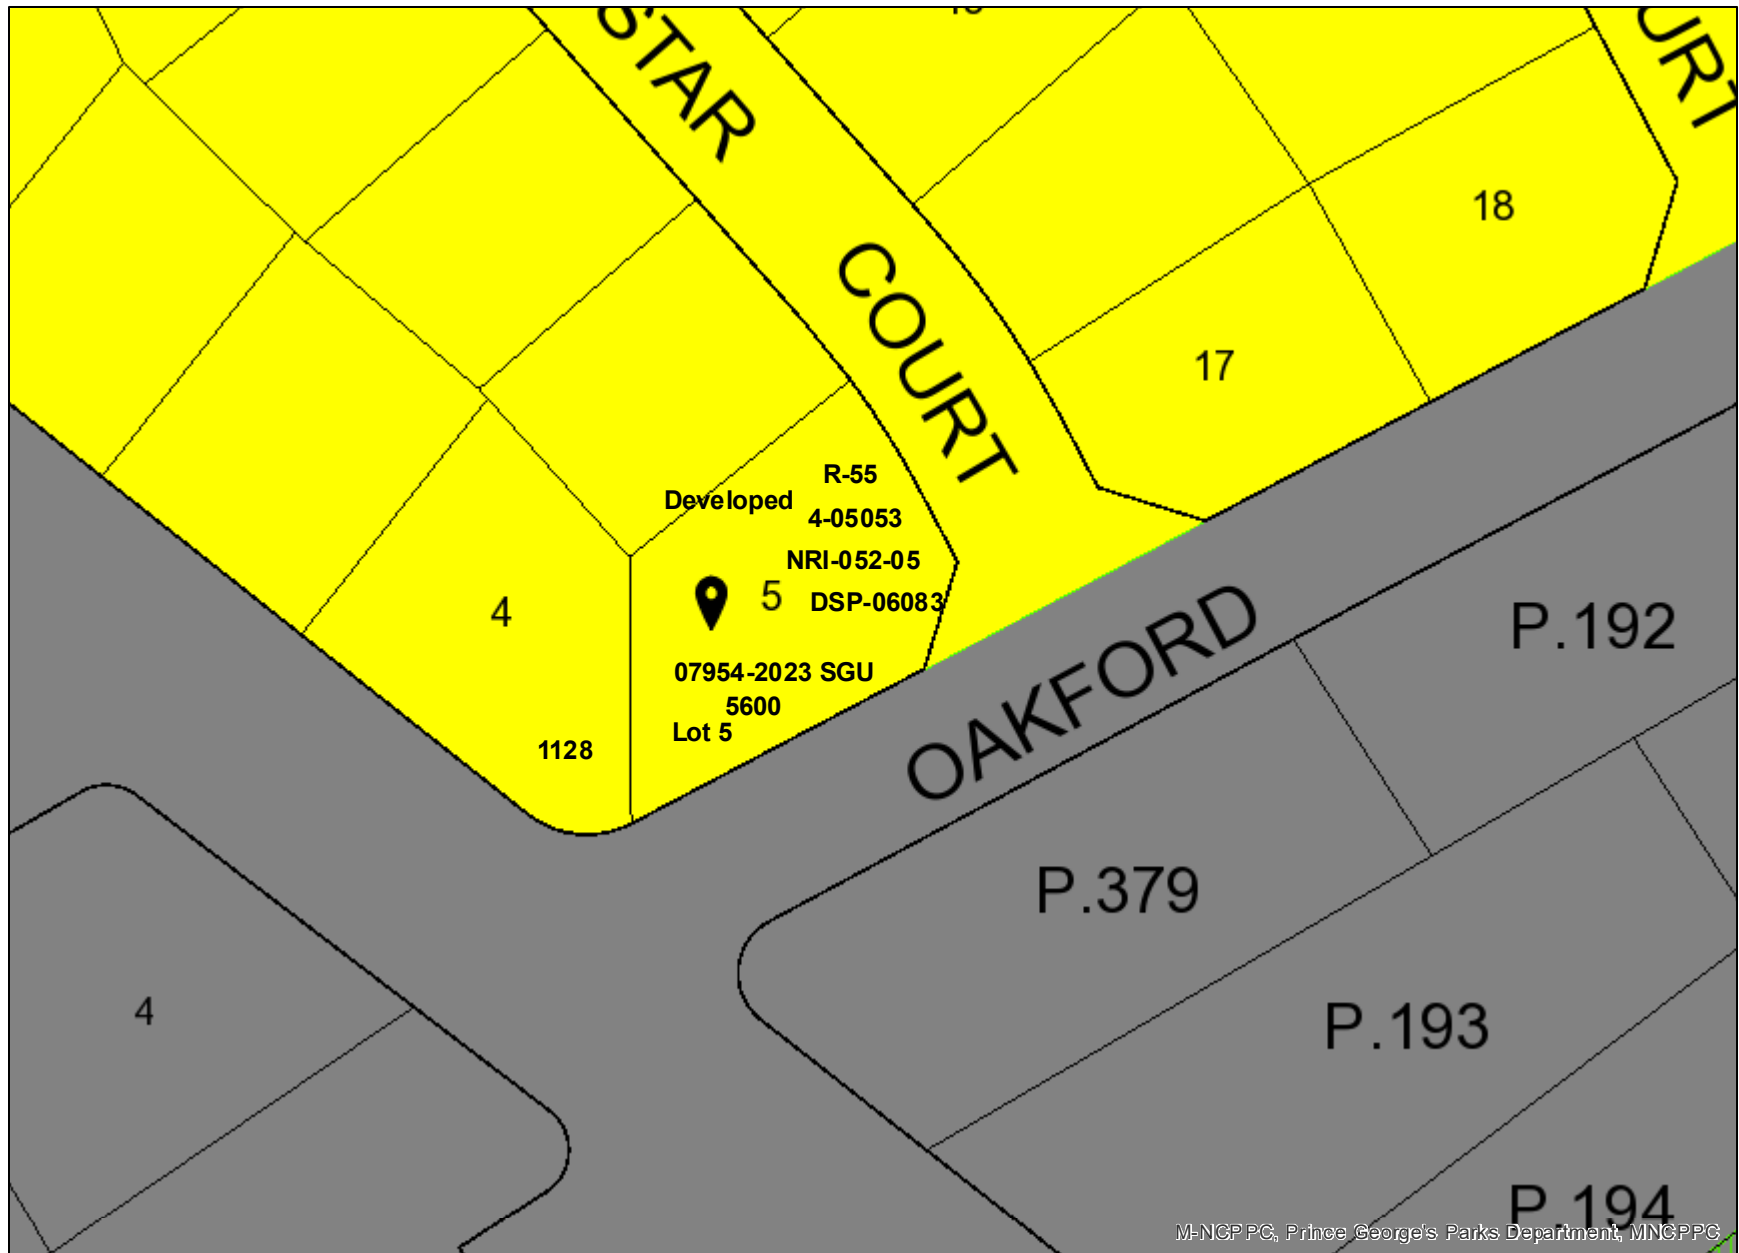 STAR
COURT
18
17
R-55
Developed
4-05053
NRI-052-05
5
DSP-06083
4
07954-2023 SGU
5600
Lot 5
1128
OAKFORD
P.192
P.379
4
P.193
P.194
M-NCPPC, Prince George's Parks Department, MNCPPC